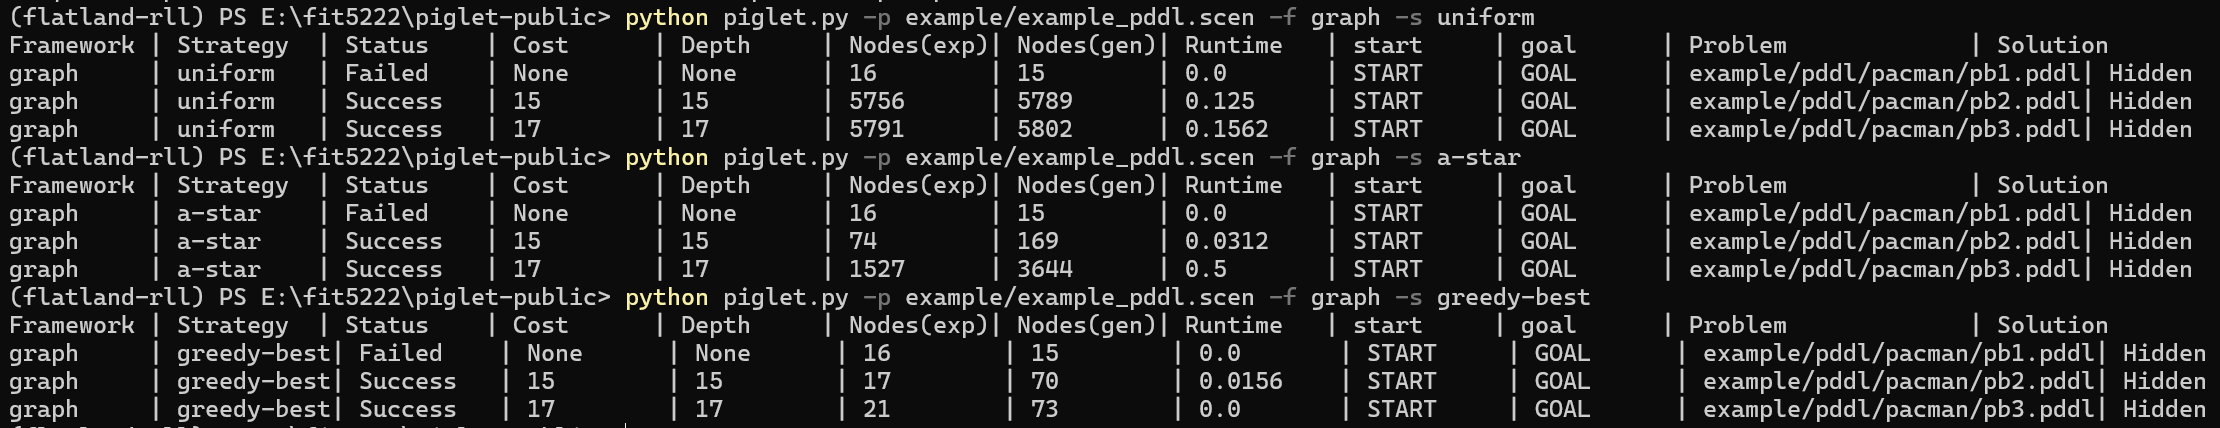 (flatland-rll) PS E:\fit5222\piglet-public> python piglet.py -p example/example_pddl.scen -f graph -s uniform
Framework | Strategy  | Status    | Cost      | Depth     | Nodes(exp)| Nodes(gen)| Runtime   | start     | goal      | Problem             | Solution
graph     | uniform   | Failed    | None      | None      | 16        | 15        | 0.0       | START     | GOAL      | example/pddl/pacman/pb1.pddl| Hidden
graph     | uniform   | Success   | 15        | 15        | 5756      | 5789      | 0.125     | START     | GOAL      | example/pddl/pacman/pb2.pddl| Hidden
graph     | uniform   | Success   | 17        | 17        | 5791      | 5802      | 0.1562    | START     | GOAL      | example/pddl/pacman/pb3.pddl| Hidden
(flatland-rll) PS E:\fit5222\piglet-public> python piglet.py -p example/example_pddl.scen -f graph -s a-star
Framework | Strategy  | Status    | Cost      | Depth     | Nodes(exp)| Nodes(gen)| Runtime   | start     | goal      | Problem             | Solution
graph     | a-star    | Failed    | None      | None      | 16        | 15        | 0.0       | START     | GOAL      | example/pddl/pacman/pb1.pddl| Hidden
graph     | a-star    | Success   | 15        | 15        | 74        | 169       | 0.0312    | START     | GOAL      | example/pddl/pacman/pb2.pddl| Hidden
graph     | a-star    | Success   | 17        | 17        | 1527      | 3644      | 0.5       | START     | GOAL      | example/pddl/pacman/pb3.pddl| Hidden
(flatland-rll) PS E:\fit5222\piglet-public> python piglet.py -p example/example_pddl.scen -f graph -s greedy-best
Framework | Strategy  | Status    | Cost      | Depth     | Nodes(exp)| Nodes(gen)| Runtime   | start     | goal      | Problem             | Solution
graph     | greedy-best| Failed    | None      | None      | 16        | 15        | 0.0       | START     | GOAL      | example/pddl/pacman/pb1.pddl| Hidden
graph     | greedy-best| Success   | 15        | 15        | 17        | 70        | 0.0156    | START     | GOAL      | example/pddl/pacman/pb2.pddl| Hidden
graph     | greedy-best| Success   | 17        | 17        | 21        | 73        | 0.0       | START     | GOAL      | example/pddl/pacman/pb3.pddl| Hidden